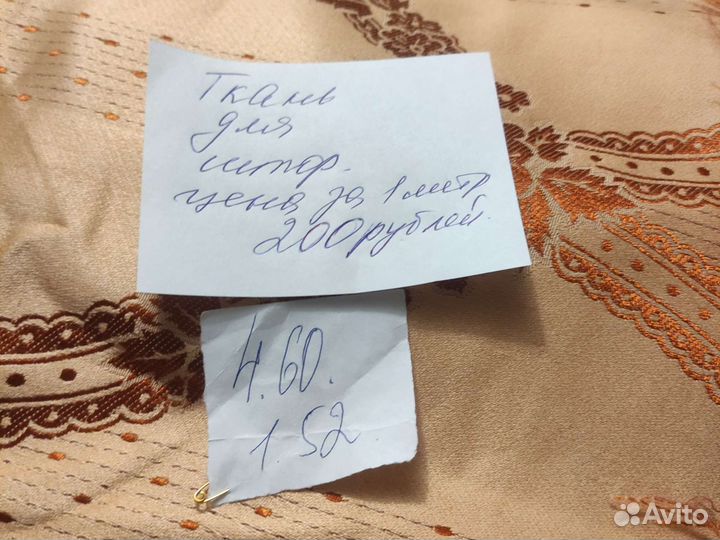 Ткань
для
штор.
цена за 1 метр
200 рублей.
4.60.
1.52
Avito